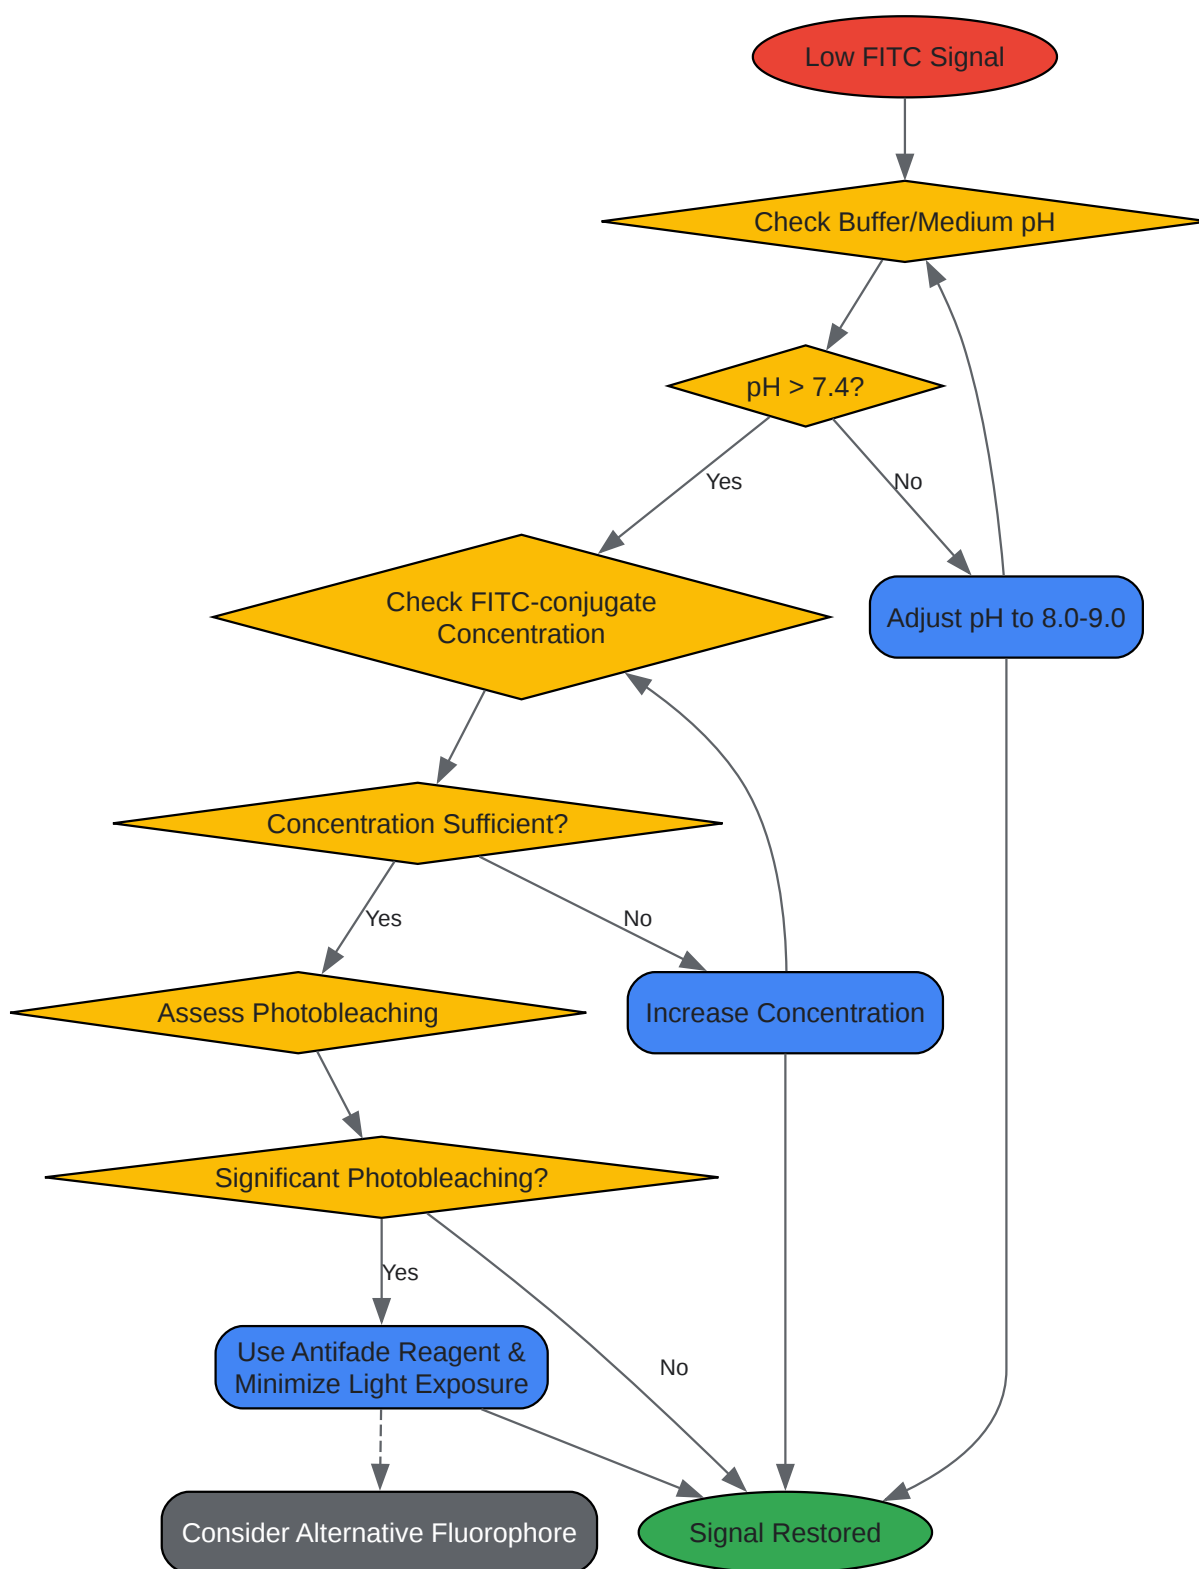 Low FITC Signal
Check Buffer/Medium pH
pH > 7.4?
Yes
No
Check FITC-conjugate
Concentration
Adjust pH to 8.0-9.0
Concentration Sufficient?
Yes
No
Assess Photobleaching
Increase Concentration
Significant Photobleaching?
Yes
No
Use Antifade Reagent &
Minimize Light Exposure
Consider Alternative Fluorophore
Signal Restored